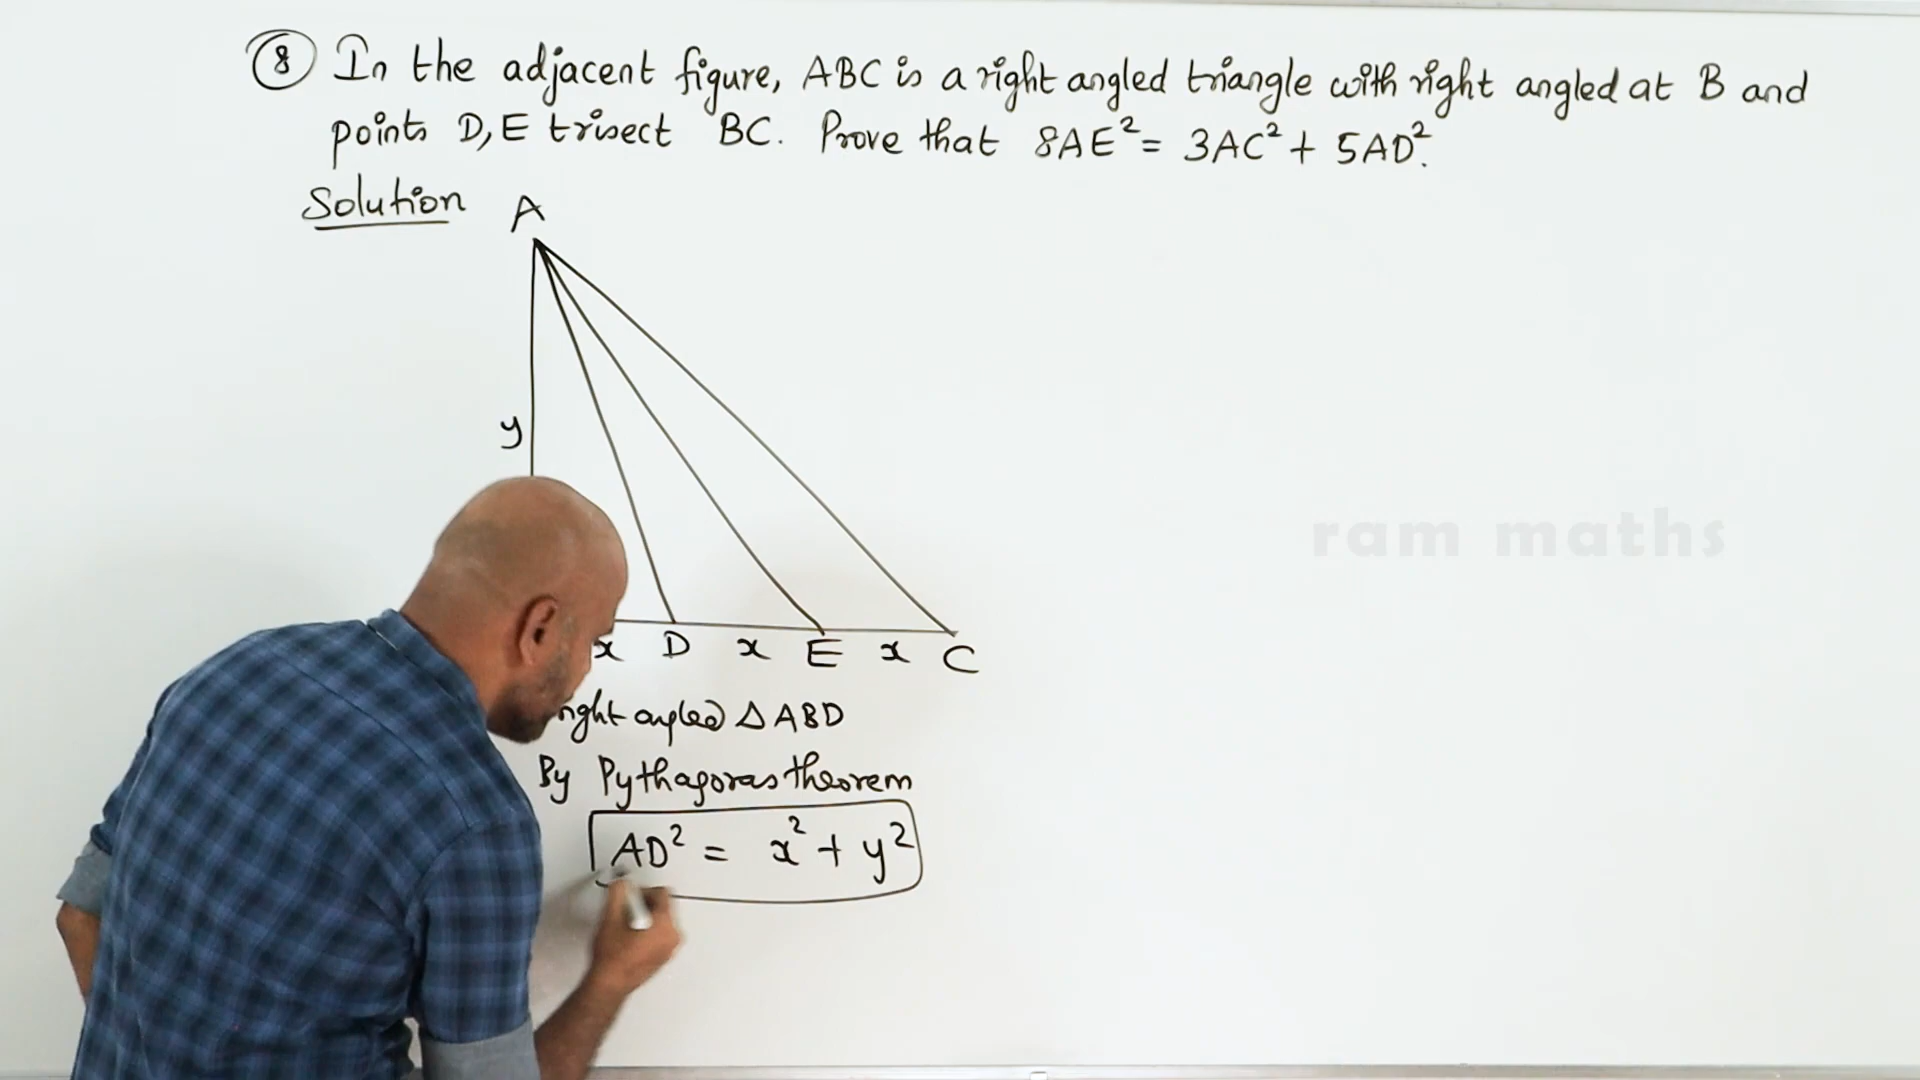 8 In the adjacent figure, ABC is a right angled triangle with right angled at B and
points D, E trisect BC. Prove that 8AE² = 3AC² + 5AD².
Solution
A
y
x D x E x C
right angled △ ABD
By Pythagoras theorem
AD² = x² + y²
ram maths